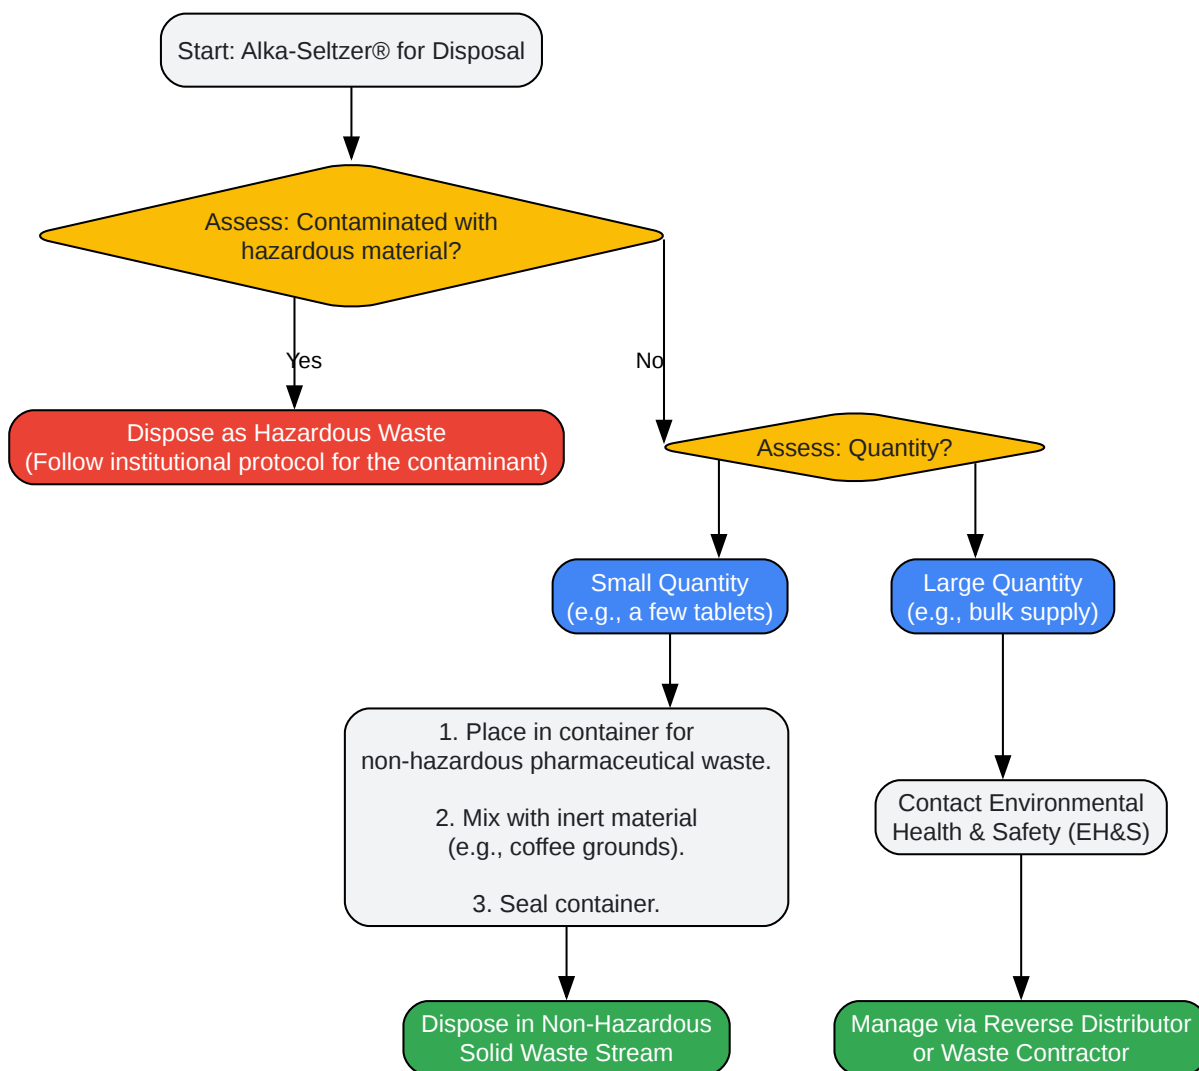 Start: Alka-Seltzer® for Disposal
Assess: Contaminated with
hazardous material?
Yes
No
Dispose as Hazardous Waste
(Follow institutional protocol for the contaminant)
Assess: Quantity?
Small Quantity
(e.g., a few tablets)
Large Quantity
(e.g., bulk supply)
1. Place in container for
non-hazardous pharmaceutical waste.
2. Mix with inert material
(e.g., coffee grounds).
3. Seal container.
Contact Environmental
Health & Safety (EH&S)
Dispose in Non-Hazardous
Solid Waste Stream
Manage via Reverse Distributor
or Waste Contractor